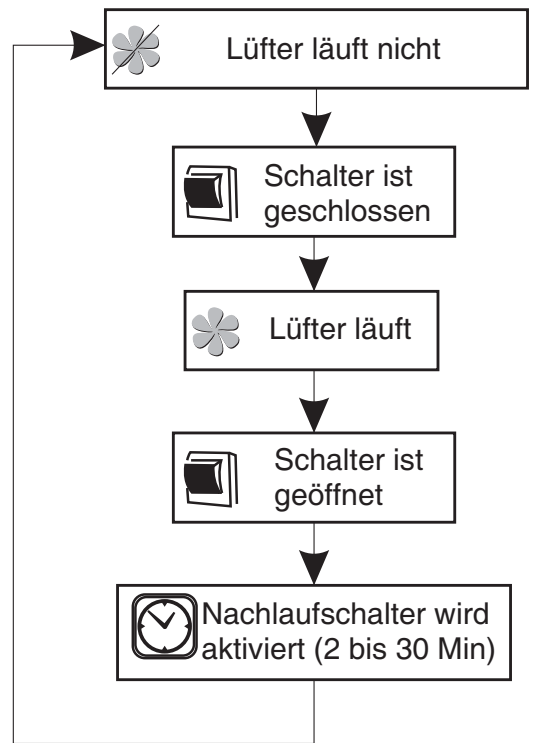 Lüfter läuft nicht
Schalter ist
geschlossen
Lüfter läuft
Schalter ist
geöffnet
Nachlaufschalter wird
aktiviert (2 bis 30 Min)